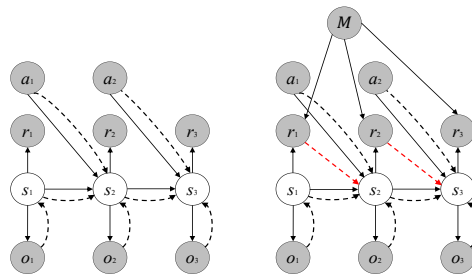 M
a₁ a₂ a₁ a₂
r₁ r₂ r₃ r₁ r₂ r₃
s₁ s₂ s₃ s₁ s₂ s₃
o₁ o₂ o₃ o₁ o₂ o₃